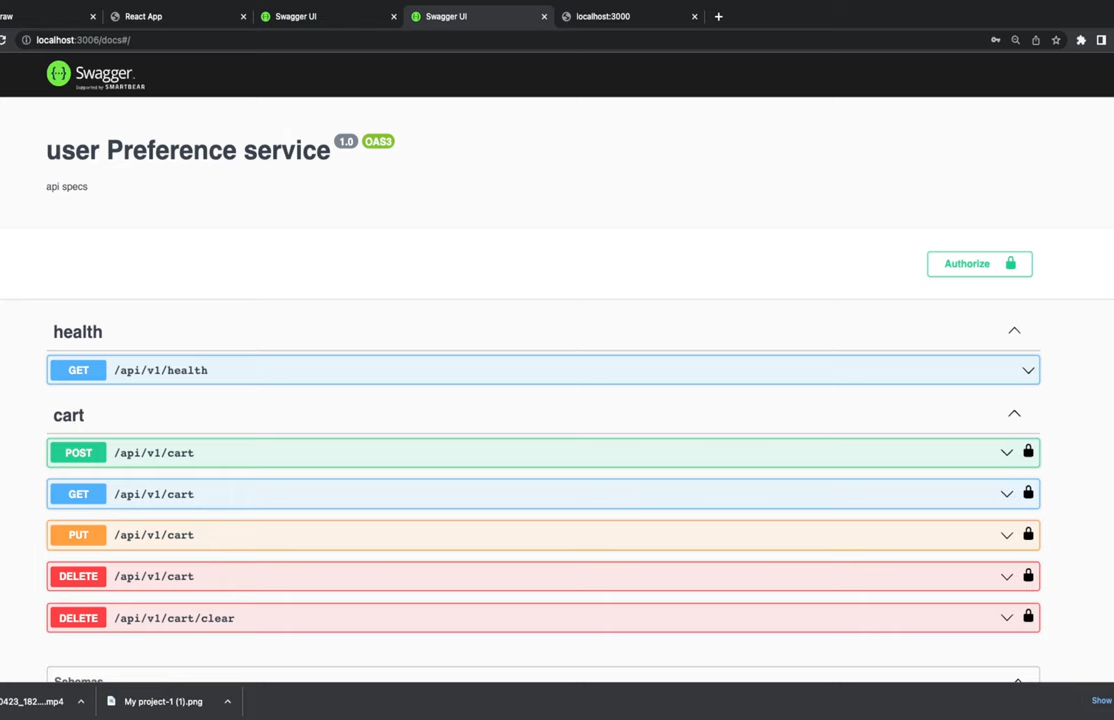 raw
React App
Swagger UI
Swagger UI
localhost:3000
localhost:3006/docs#/
Swagger
Supported by SMARTBEAR
user Preference service 1.0 OAS3
api specs
Authorize
health
GET /api/v1/health
cart
POST /api/v1/cart
GET /api/v1/cart
PUT /api/v1/cart
DELETE /api/v1/cart
DELETE /api/v1/cart/clear
Schemas
0423_182....mp4
My project-1 (1).png
Show